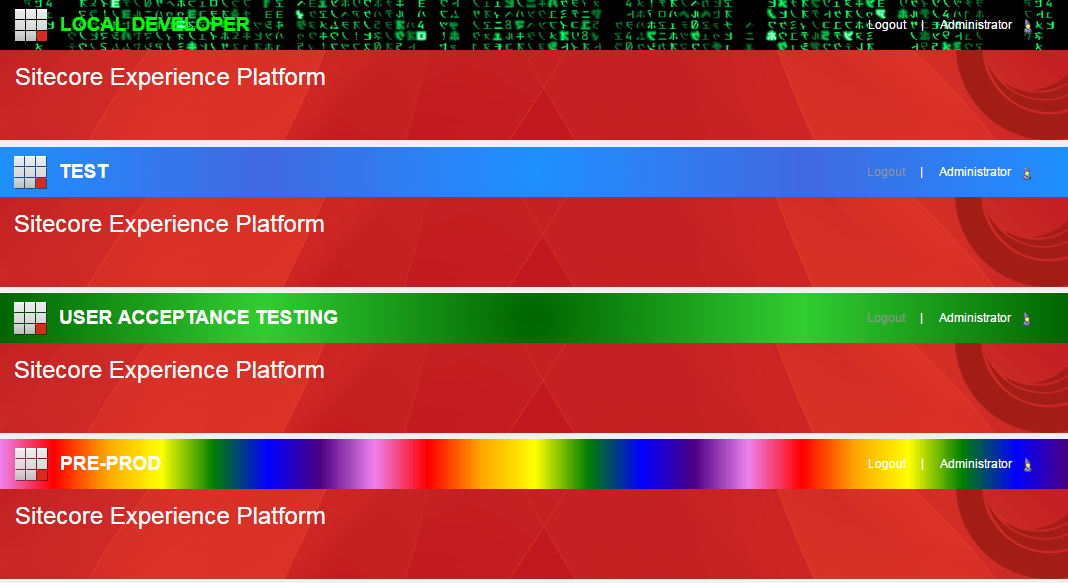 LOCAL DEVELOPER
Logout | Administrator
Sitecore Experience Platform
TEST
Logout | Administrator
Sitecore Experience Platform
USER ACCEPTANCE TESTING
Logout | Administrator
Sitecore Experience Platform
PRE-PROD
Logout | Administrator
Sitecore Experience Platform